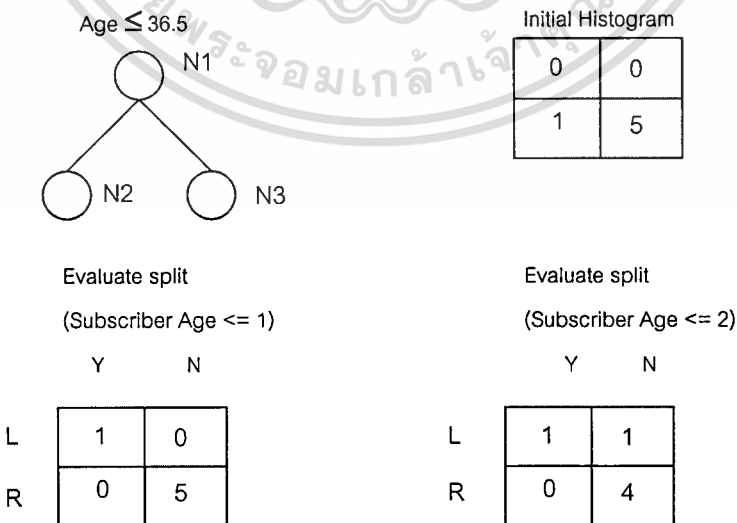 Age ≤ 36.5
N1
N2
N3
Initial Histogram
0 0
1 5
Evaluate split
(Subscriber Age <= 1)
Y N
L 1 0
R 0 5
Evaluate split
(Subscriber Age <= 2)
Y N
L 1 1
R 0 4